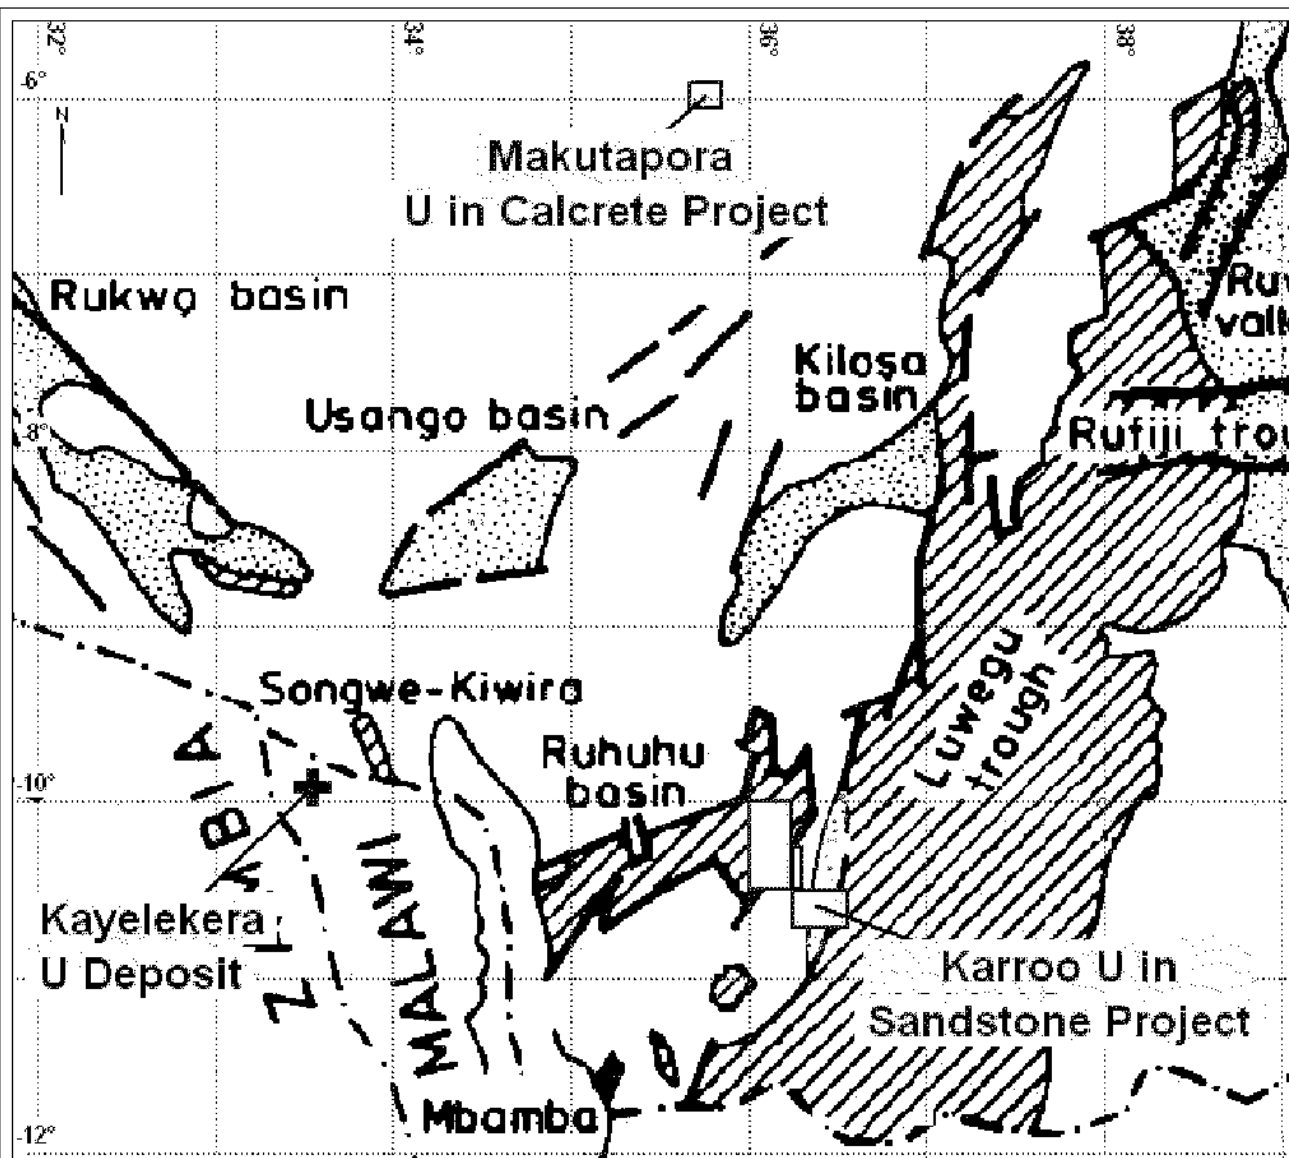 32°
34°
36°
38°
-6°
N
Makutapora
U in Calcrete Project
Rukwa basin
Kilosa
basin
Usango basin
-8°
Rufiji
Luwegu
trough
Songwe-Kiwira
Ruhuhu
basin
-10°
ZAMBIA
MALAWI
Kayelekera
U Deposit
Karroo U in
Sandstone Project
Mbamba
-12°